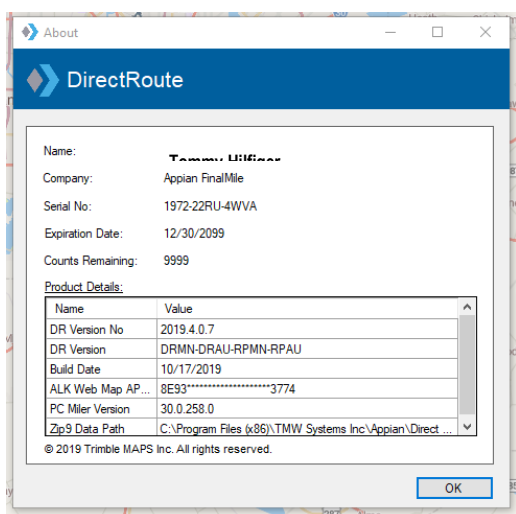 About
DirectRoute
Name: Tommy Hilfiger
Company: Appian FinalMile
Serial No: 1972-22RU-4WVA
Expiration Date: 12/30/2099
Counts Remaining: 9999
Product Details:
Name Value
DR Version No 2019.4.0.7
DR Version DRMN-DRAU-RPMN-RPAU
Build Date 10/17/2019
ALK Web Map AP... 8E93*********************3774
PC Miler Version 30.0.258.0
Zip9 Data Path C:\Program Files (x86)\TMW Systems Inc\Appian\Direct ...
© 2019 Trimble MAPS Inc. All rights reserved.
OK